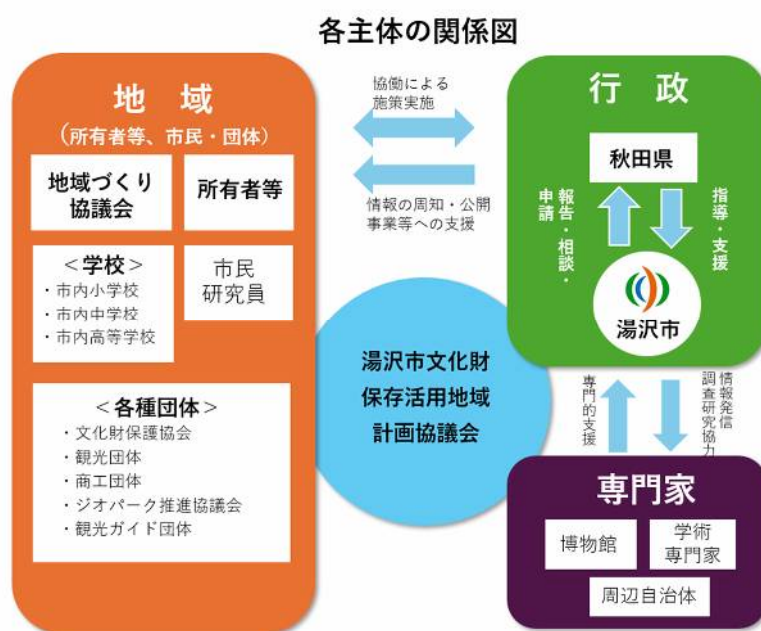 各主体の関係図
地 域
(所有者等、市民・団体)
地域づくり
協議会
所有者等
<学校>
・市内小学校
・市内中学校
・市内高等学校
市民
研究員
<各種団体>
・文化財保護協会
・観光団体
・商工団体
・ジオパーク推進協議会
・観光ガイド団体
協働による
施策実施
情報の周知・公開
事業等への支援
湯沢市文化財
保存活用地域
計画協議会
行 政
秋田県
報告・相談・
申請
指導・支援
湯沢市
専門的支援
情報発信
調査研究協力
専門家
博物館
学術
専門家
周辺自治体